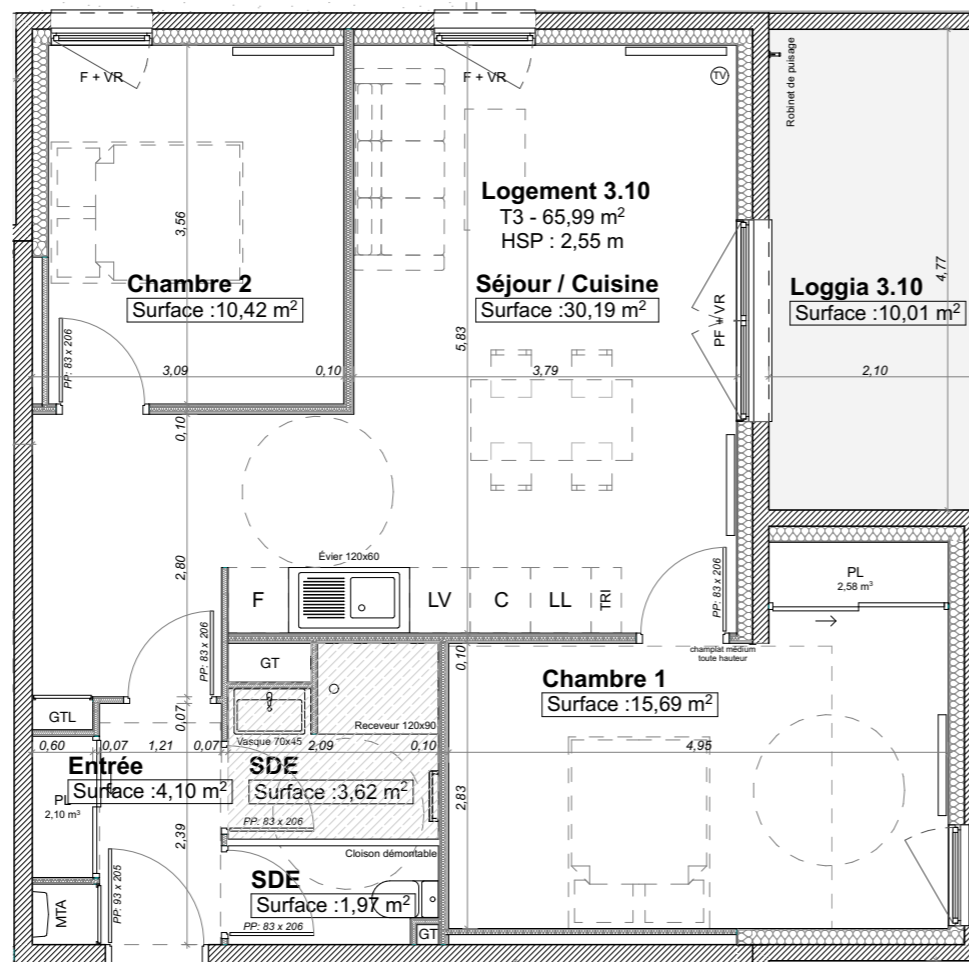 F + VR
F + VR
TV
Robinet de puisage
Logement 3.10
T3 - 65,99 m²
HSP : 2,55 m
3,56
Chambre 2
Surface :10,42 m²
Séjour / Cuisine
Surface :30,19 m²
PF + VR
Loggia 3.10
Surface :10,01 m²
4,77
5,83
PP: 83 x 206
3,09
0,10
3,79
2,10
0,10
2,80
Évier 120x60
F
LV
C
LL
TRI
PP: 83 x 206
PL
2,58 m³
PP: 83 x 206
GT
0,10
champlat médium
toute hauteur
Chambre 1
Surface :15,69 m²
GTL
0,07
Receveur 120x90
Vasque 70x45
0,60
0,07
1,21
0,07
2,09
0,10
4,95
Entrée
Surface :4,10 m²
SDE
Surface :3,62 m²
PL
2,10 m³
2,83
PP: 83 x 206
2,39
Cloison démontable
SDE
Surface :1,97 m²
MTA
PP: 93 x 205
PP: 83 x 206
GT